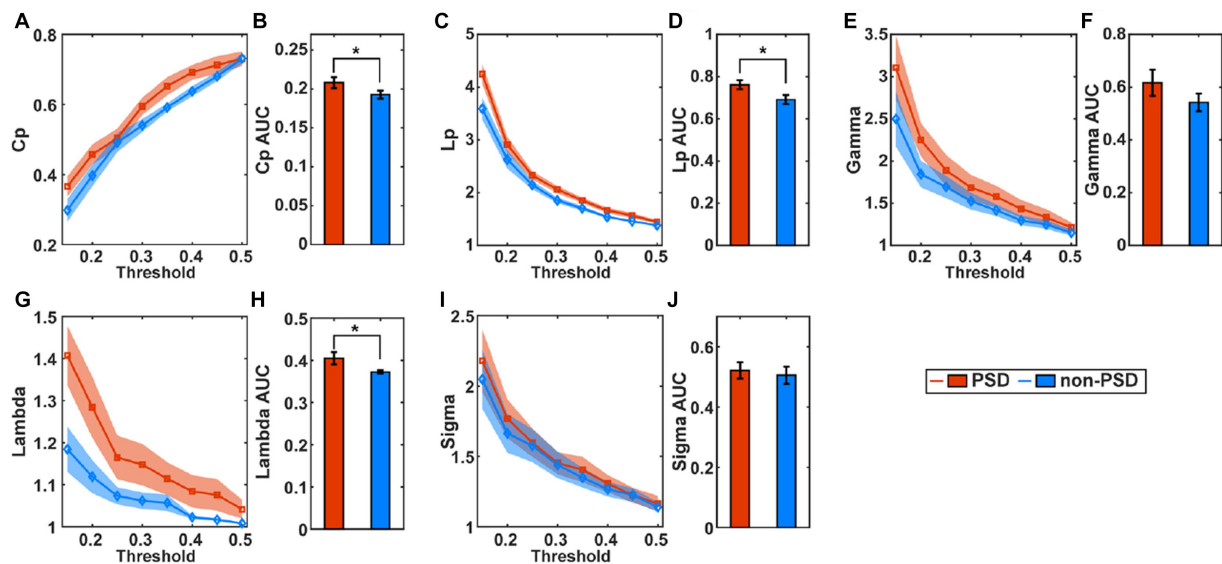 A
Cp
0.8
0.6
0.4
0.2
0.2 0.3 0.4 0.5
Threshold
B
Cp AUC
0.25
0.2
0.15
0.1
0.05
0
*
C
Lp
5
4
3
2
1
0.2 0.3 0.4 0.5
Threshold
D
Lp AUC
1
0.8
0.6
0.4
0.2
0
*
E
Gamma
3.5
3
2.5
2
1.5
1
0.2 0.3 0.4 0.5
Threshold
F
Gamma AUC
0.8
0.6
0.4
0.2
0
G
Lambda
1.5
1.4
1.3
1.2
1.1
1
0.2 0.3 0.4 0.5
Threshold
H
Lambda AUC
0.5
0.4
0.3
0.2
0.1
0
*
I
Sigma
2.5
2
1.5
1
0.2 0.3 0.4 0.5
Threshold
J
Sigma AUC
0.6
0.4
0.2
0
PSD non-PSD